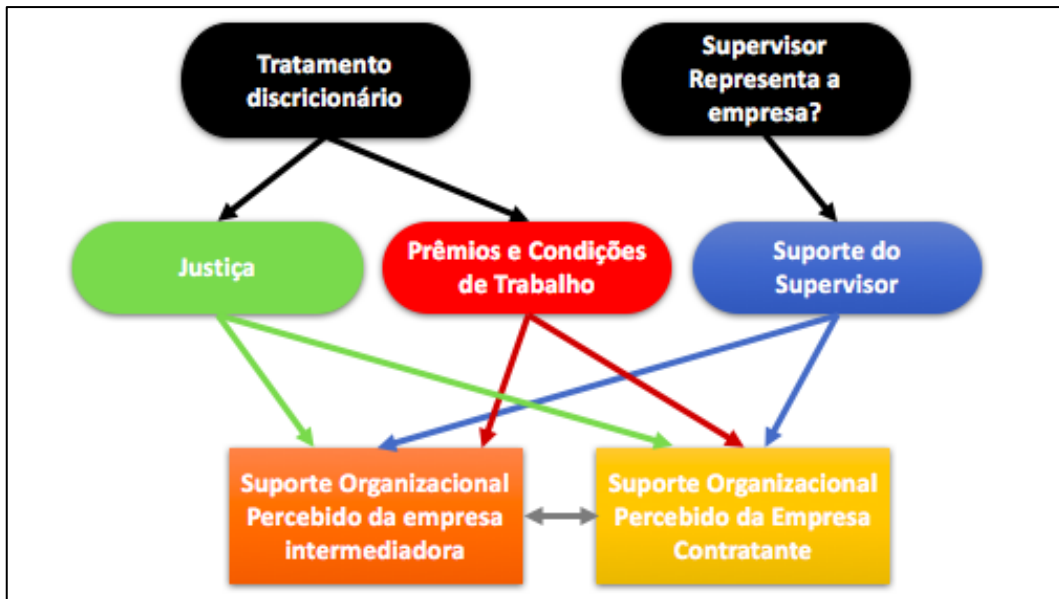 Tratamento
discricionário
Supervisor
Representa a
empresa?
Justiça
Prêmios e Condições
de Trabalho
Suporte do
Supervisor
Suporte Organizacional
Percebido da empresa
intermediadora
Suporte Organizacional
Percebido da Empresa
Contratante